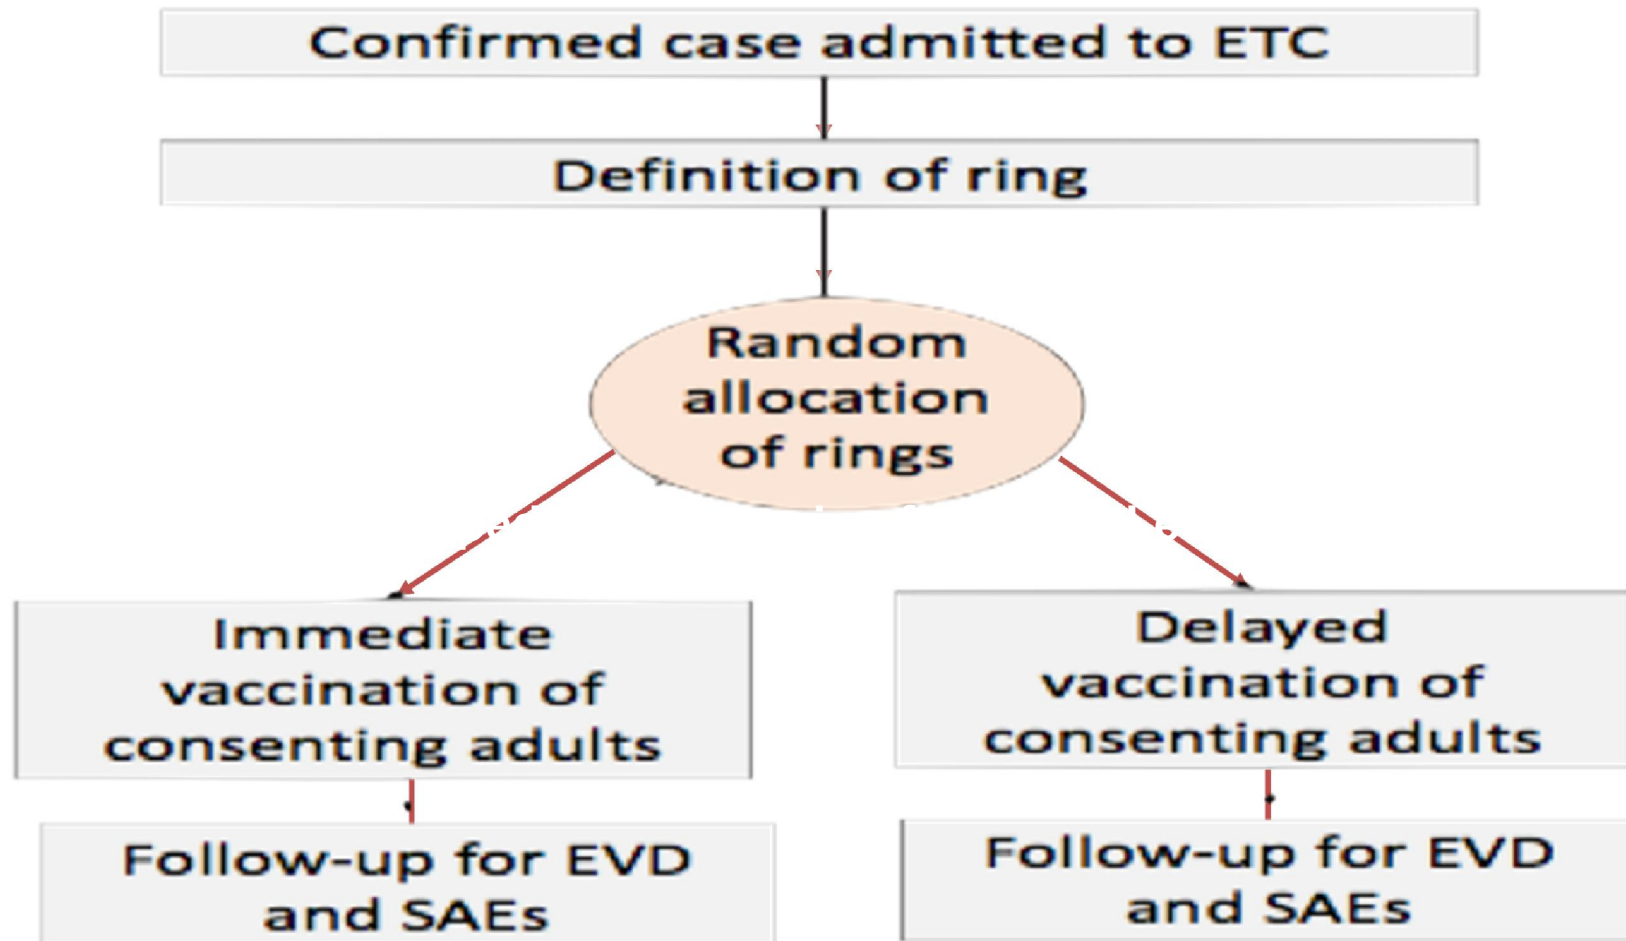 Confirmed case admitted to ETC
Definition of ring
Random
allocation
of rings
Immediate
vaccination of
consenting adults
Delayed
vaccination of
consenting adults
Follow-up for EVD
and SAEs
Follow-up for EVD
and SAEs